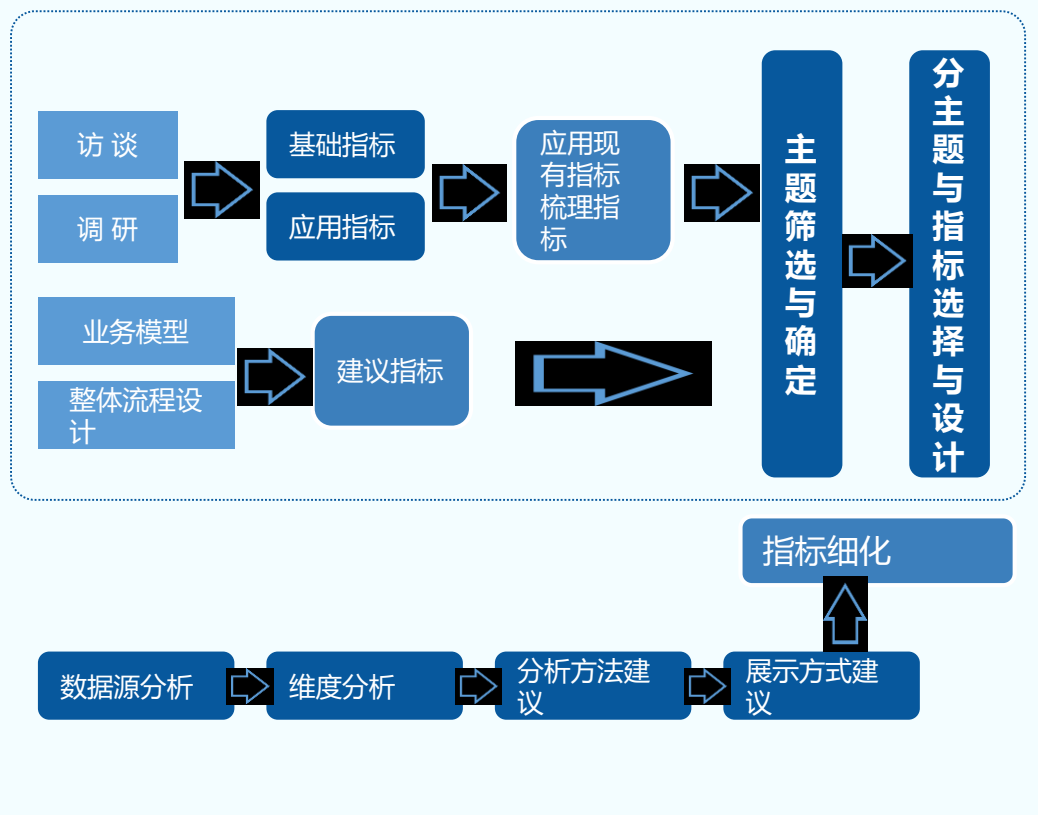 访 谈
调 研
基础指标
应用指标
应用现
有指标
梳理指
标
业务模型
整体流程设
计
建议指标
主题筛选与确定
分主题与指标选择与设计
指标细化
数据源分析
维度分析
分析方法建
议
展示方式建
议